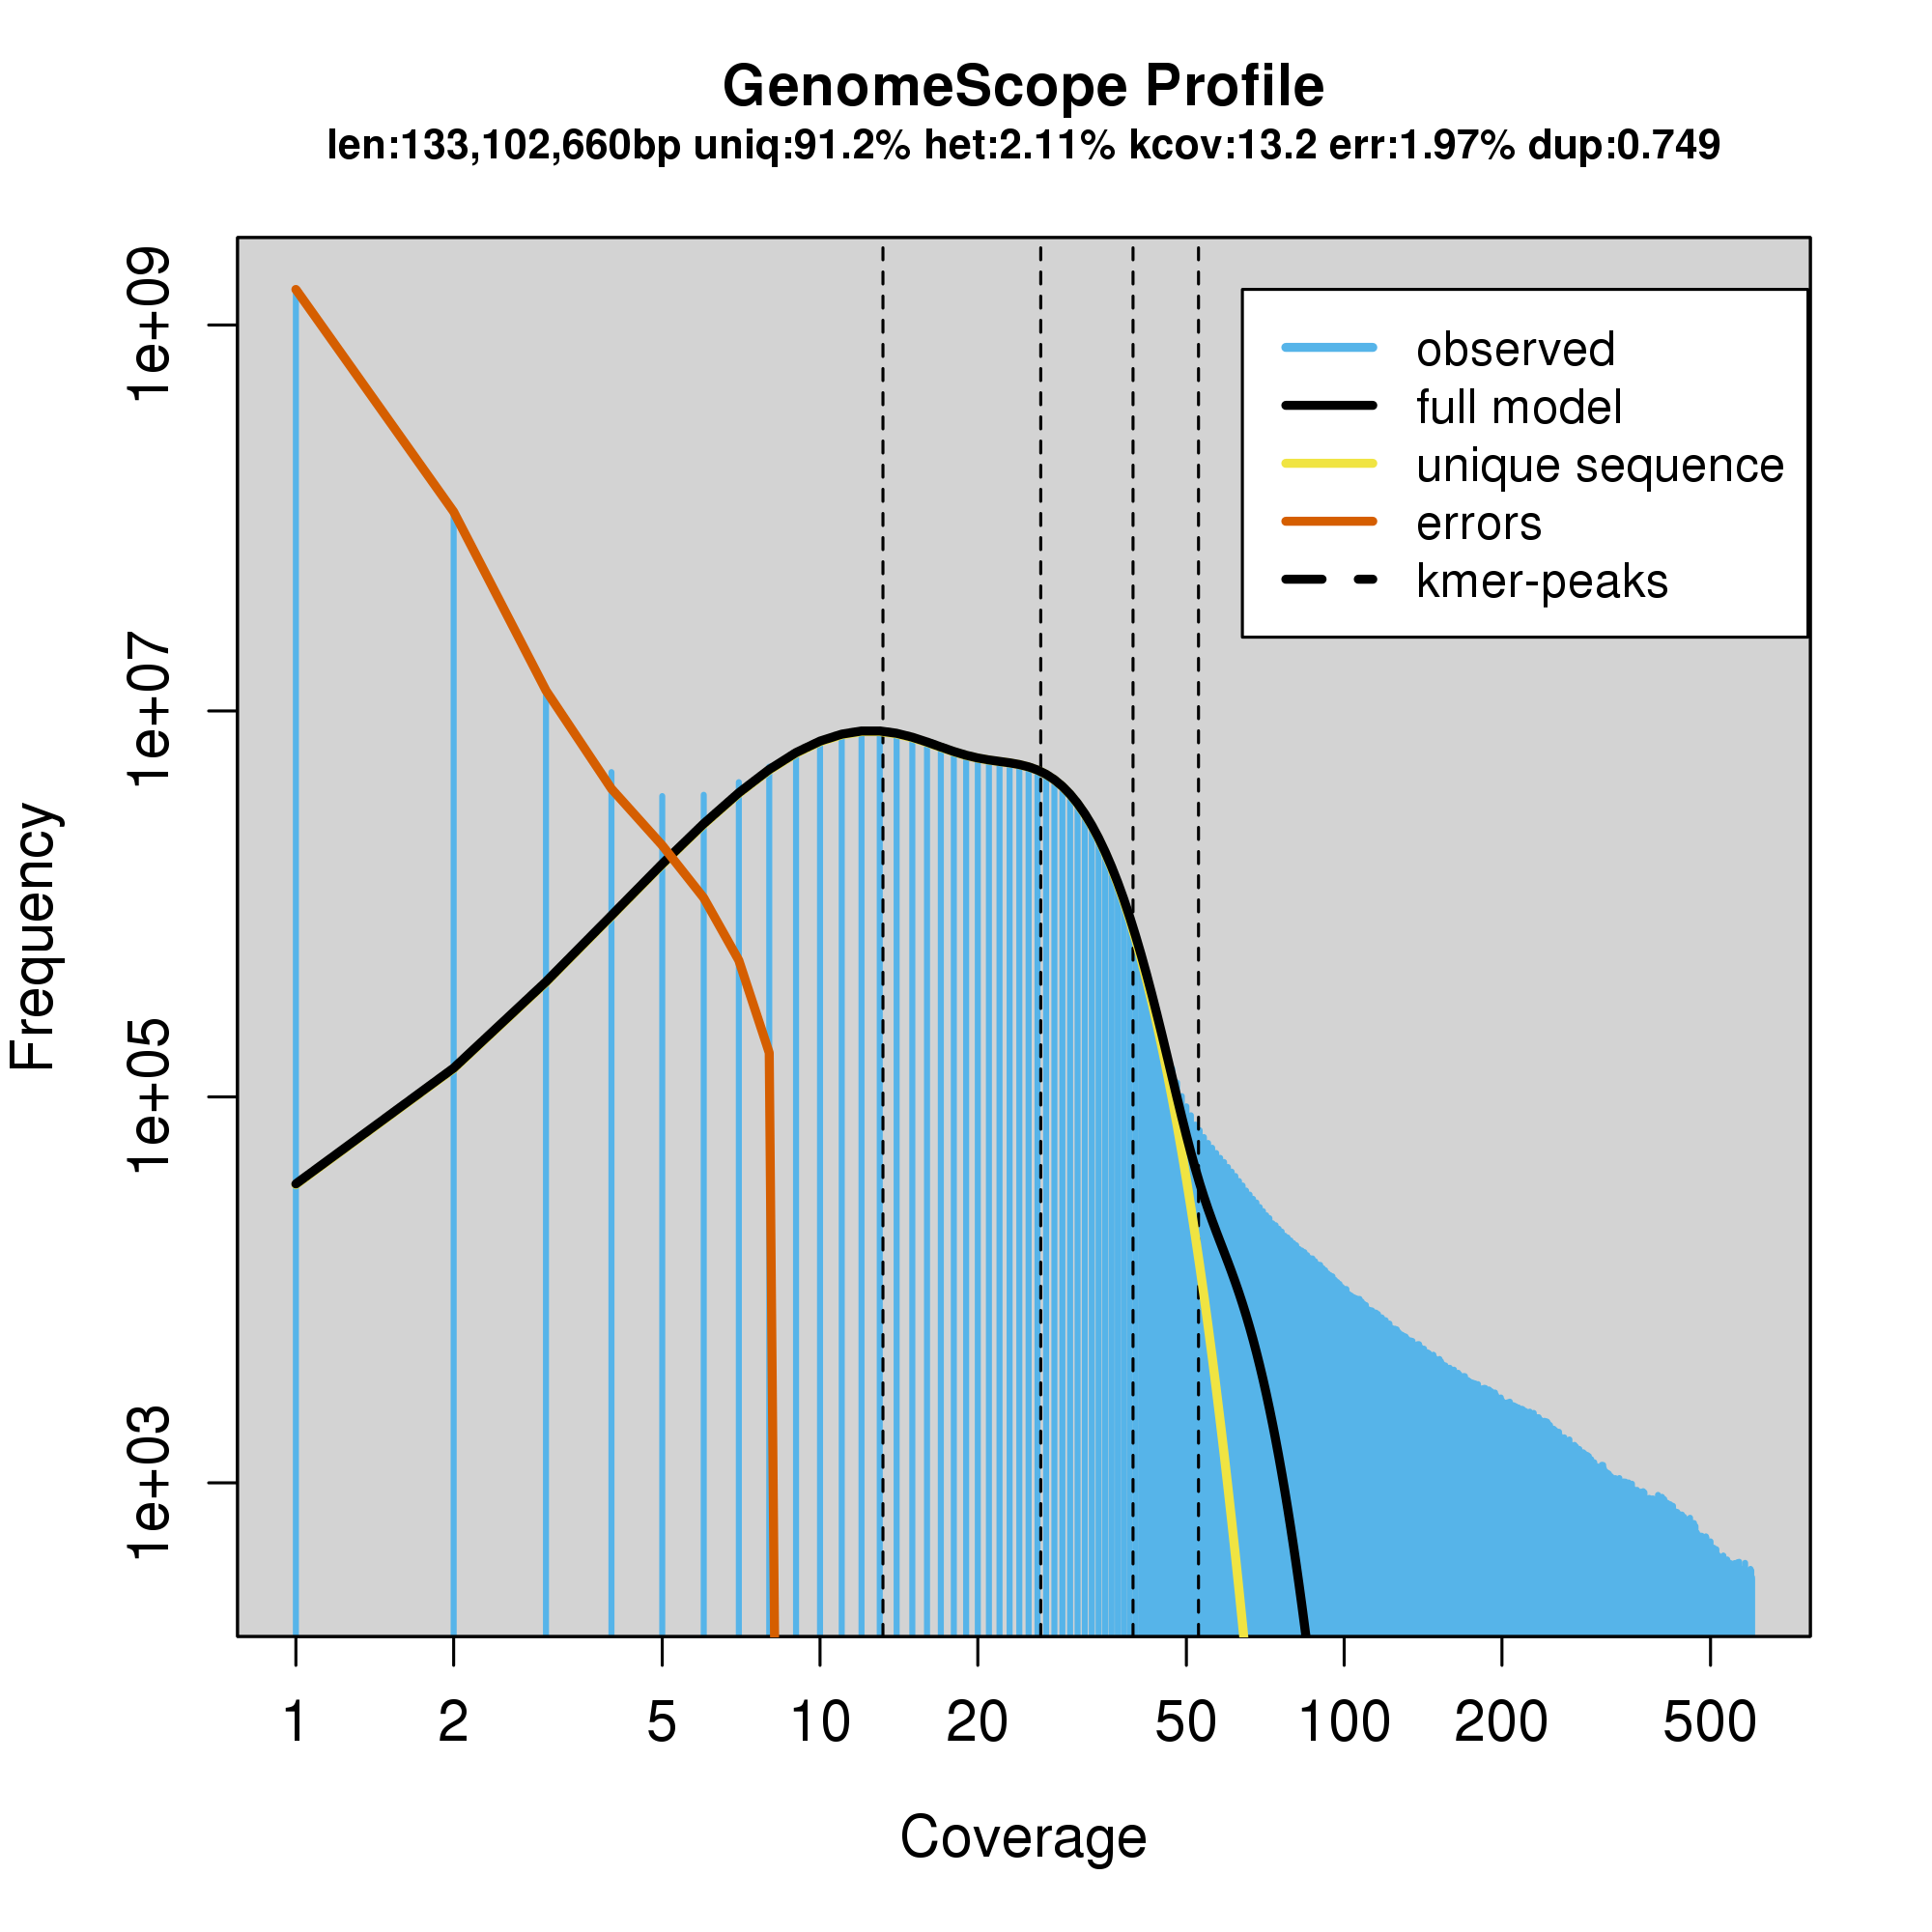 GenomeScope Profile
len:133,102,660bp uniq:91.2% het:2.11% kcov:13.2 err:1.97% dup:0.749
Frequency
1e+09
1e+07
1e+05
1e+03
observed
full model
unique sequence
errors
kmer-peaks
1 2 5 10 20 50 100 200 500
Coverage